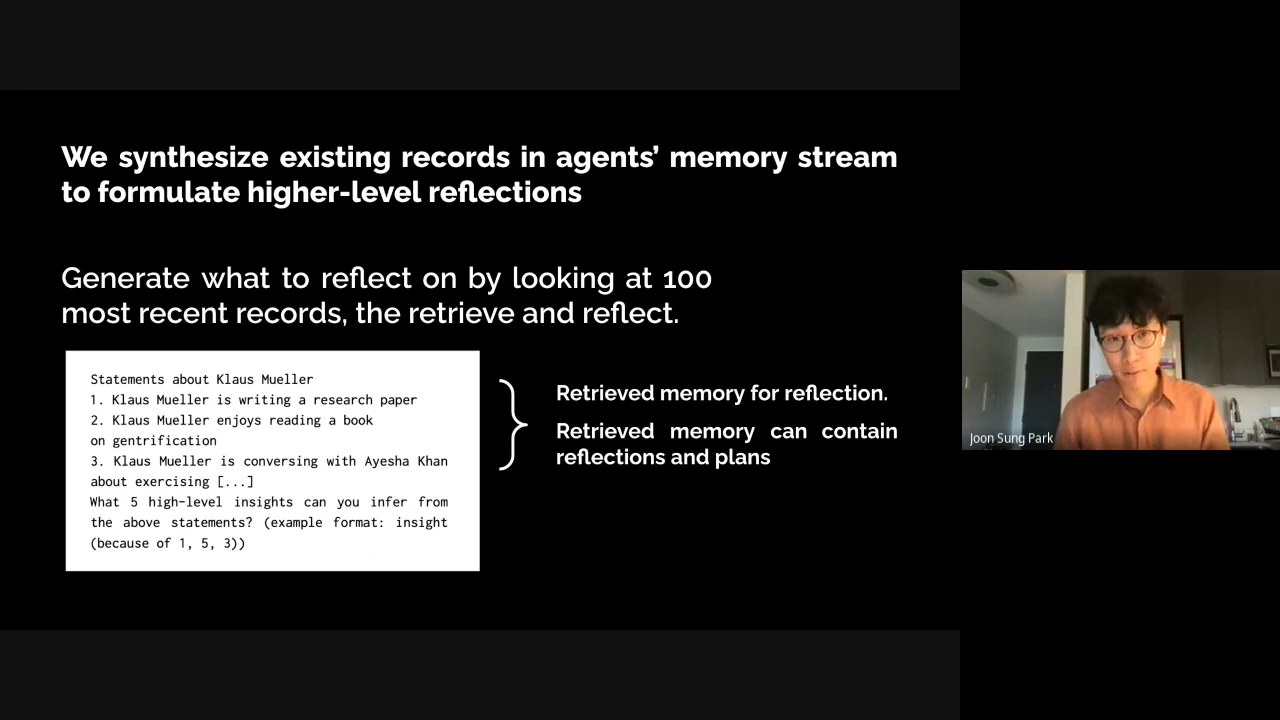 We synthesize existing records in agents’ memory stream
to formulate higher-level reflections
Generate what to reflect on by looking at 100
most recent records, the retrieve and reflect.
Statements about Klaus Mueller
1. Klaus Mueller is writing a research paper
2. Klaus Mueller enjoys reading a book
on gentrification
3. Klaus Mueller is conversing with Ayesha Khan
about exercising [...]
What 5 high-level insights can you infer from
the above statements? (example format: insight
(because of 1, 5, 3))
Retrieved memory for reflection.
Retrieved memory can contain
reflections and plans
Joon Sung Park